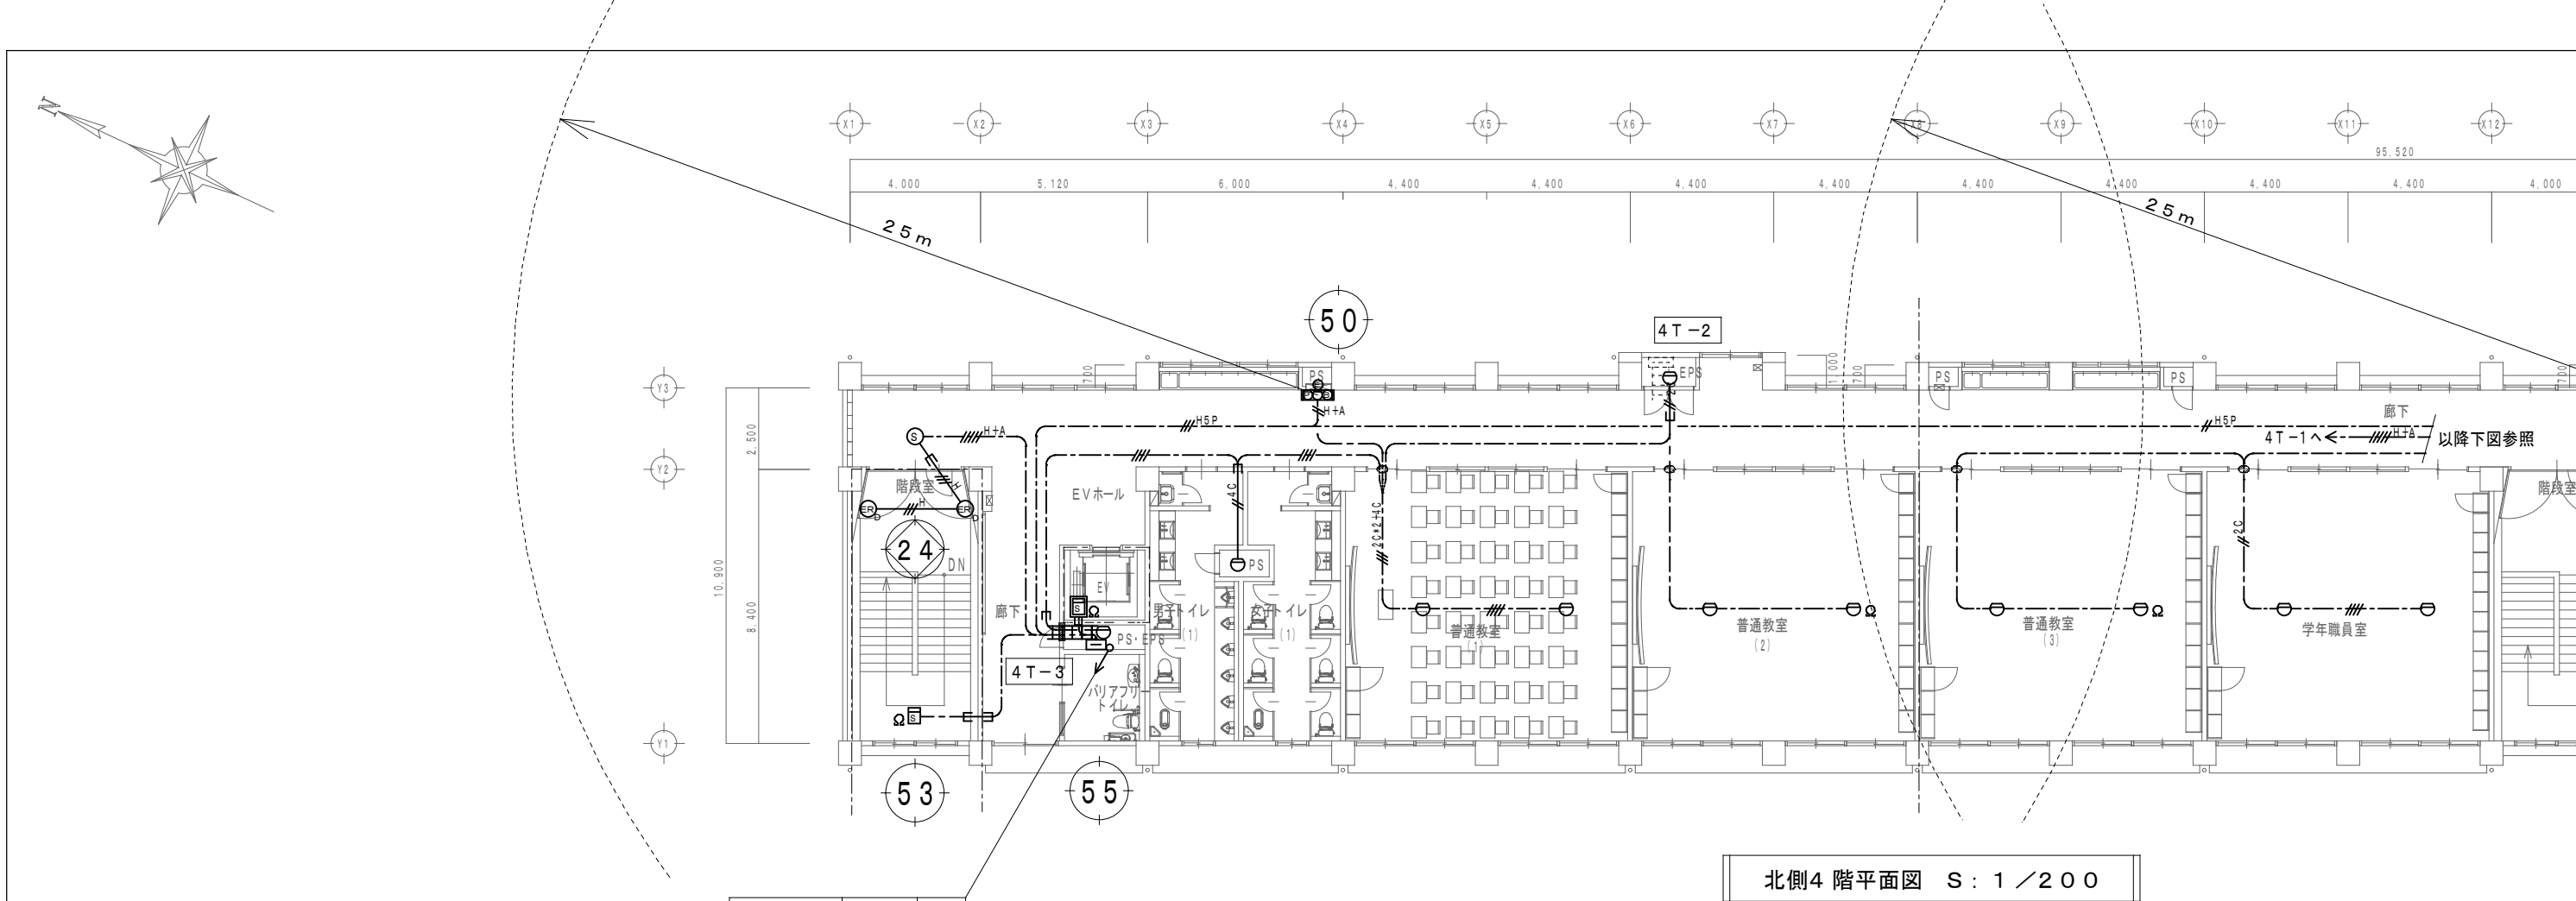 N
X1 X2 X3 X4 X5 X6 X7 X8 X9 X10 X11 X12
95,520
4,000 5,120 6,000 4,400 4,400 4,400 4,400 4,400 4,400 4,400 4,400 4,000
25m
25m
50
4T-2
Y3
700
PS
EPS
1,000
700
PS
PS
700
H+A
2,500
S
H+A
H5P
H5P
廊下
4T-1へ
H+A
以降下図参照
Y2
階段室
H
EVホール
階段室
ER
D
H
ER
D
4C
2C*2+4C
2C
24
DN
PS
10,900
8,400
EV
廊下
S
Ω
男子トイレ
(1)
女子トイレ
(1)
普通教室
(1)
普通教室
(2)
Ω
普通教室
(3)
Ω
学年職員室
PS・EPS
4T-3
バリアフリー
トイレ
Ω
S
Y1
53
55
北側4階平面図 S:1/200